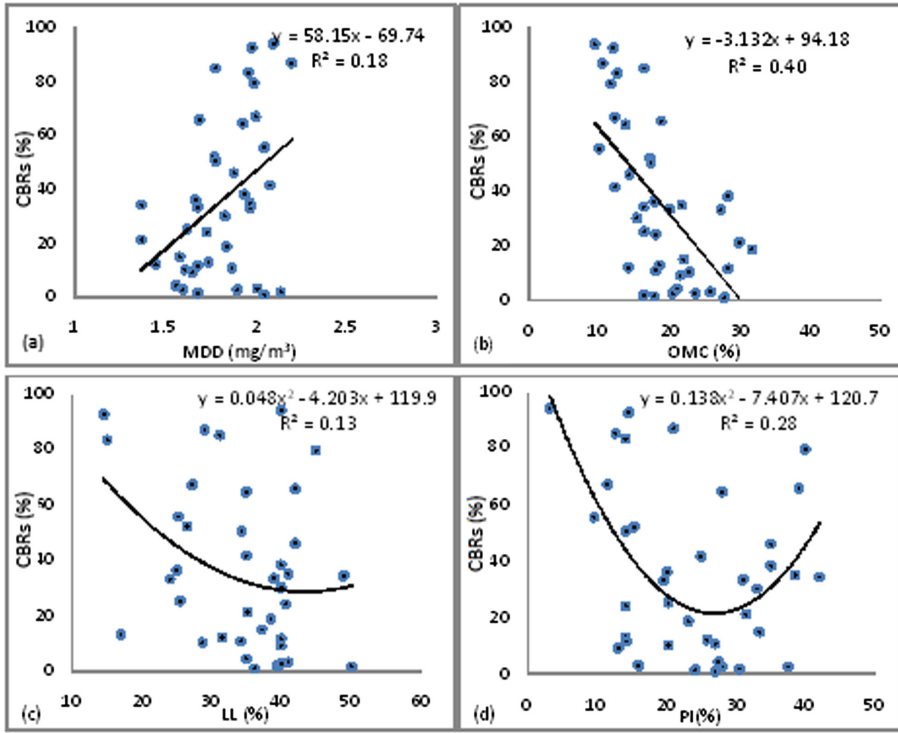 100
80
60
40
20
0
CBRs (%)
y = 58.15x - 69.74
R² = 0.18
1
1.5
2
2.5
3
(a)
MDD (mg/m³)
100
80
60
40
20
0
CBRs (%)
y = -3.132x + 94.18
R² = 0.40
0
10
20
30
40
50
(b)
OMC (%)
100
80
60
40
20
0
CBRs (%)
y = 0.048x² - 4.203x + 119.9
R² = 0.13
10
20
30
40
50
60
(c)
LL (%)
100
80
60
40
20
0
CBRs (%)
y = 0.138x² - 7.407x + 120.7
R² = 0.28
0
10
20
30
40
50
(d)
PI(%)